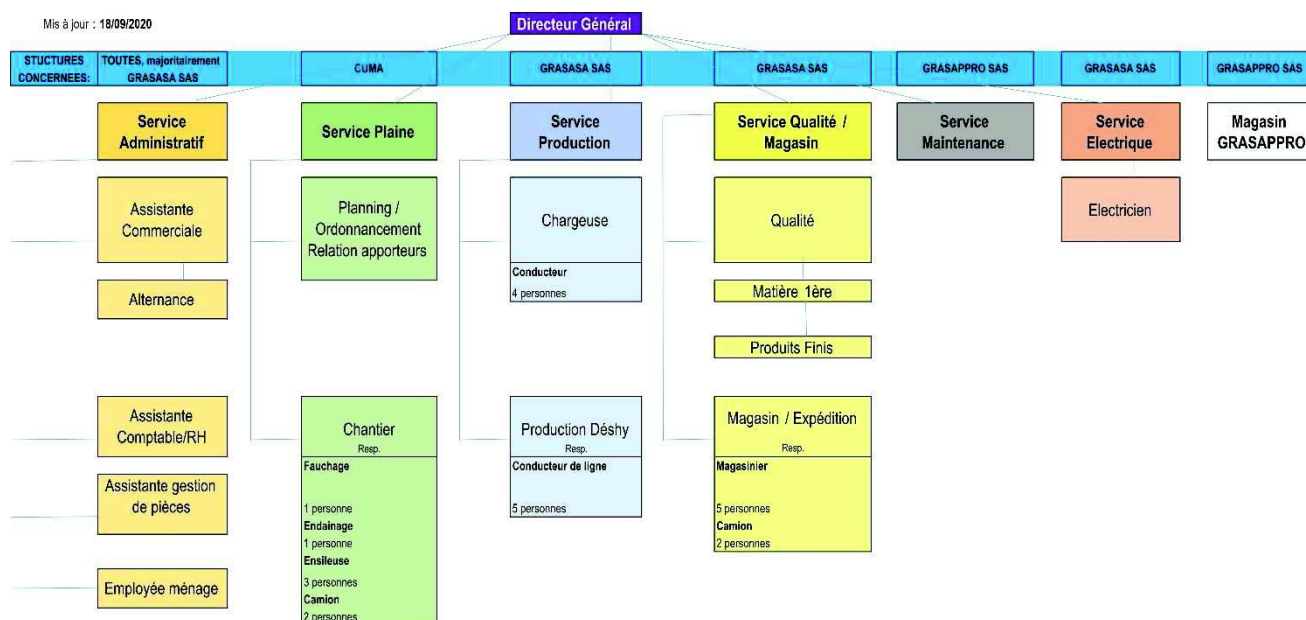 Mis à jour : 18/09/2020
Directeur Général
STUCTURES
CONCERNEES:
TOUTES, majoritairement
GRASASA SAS
CUMA
GRASASA SAS
GRASASA SAS
GRASAPPRO SAS
GRASASA SAS
GRASAPPRO SAS
Service
Administratif
Service Plaine
Service
Production
Service Qualité /
Magasin
Service
Maintenance
Service
Electrique
Magasin
GRASAPPRO
Assistante
Commerciale
Planning /
Ordonnancement
Relation apporteurs
Chargeuse
Conducteur
4 personnes
Qualité
Electricien
Alternance
Matière 1ère
Produits Finis
Assistante
Comptable/RH
Assistante gestion
de pièces
Employée ménage
Chantier
Resp.
Fauchage
1 personne
Endainage
1 personne
Ensileuse
3 personnes
Camion
2 personnes
Production Déshy
Resp.
Conducteur de ligne
5 personnes
Magasin / Expédition
Resp.
Magasinier
5 personnes
Camion
2 personnes